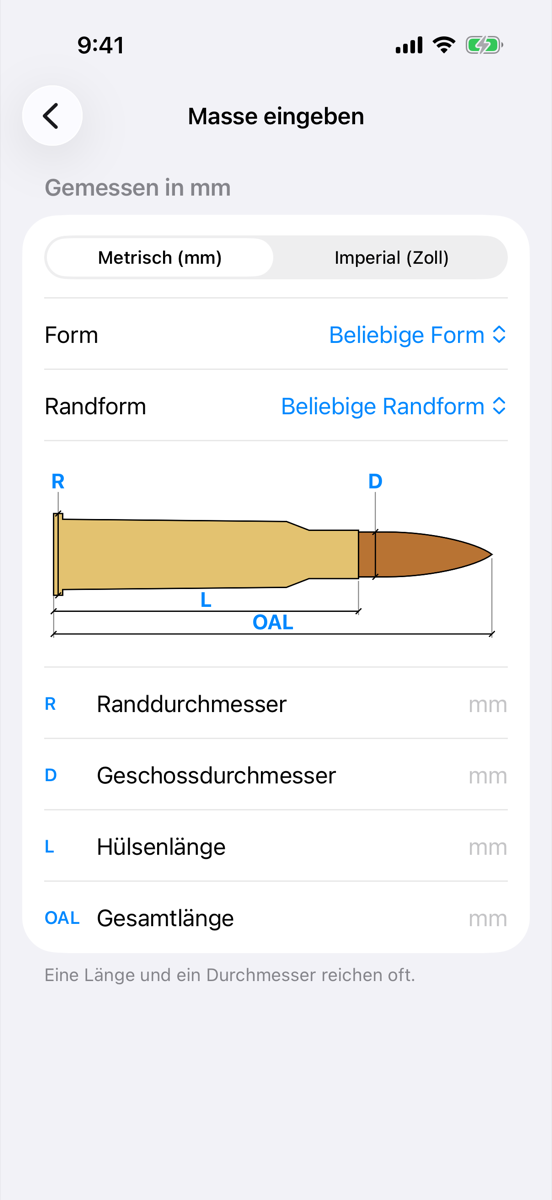 9:41
Masse eingeben
Gemessen in mm
Metrisch (mm) Imperial (Zoll)
Form Beliebige Form
Randform Beliebige Randform
R D
L
OAL
R Randdurchmesser mm
D Geschossdurchmesser mm
L Hülsenlänge mm
OAL Gesamtlänge mm
Eine Länge und ein Durchmesser reichen oft.